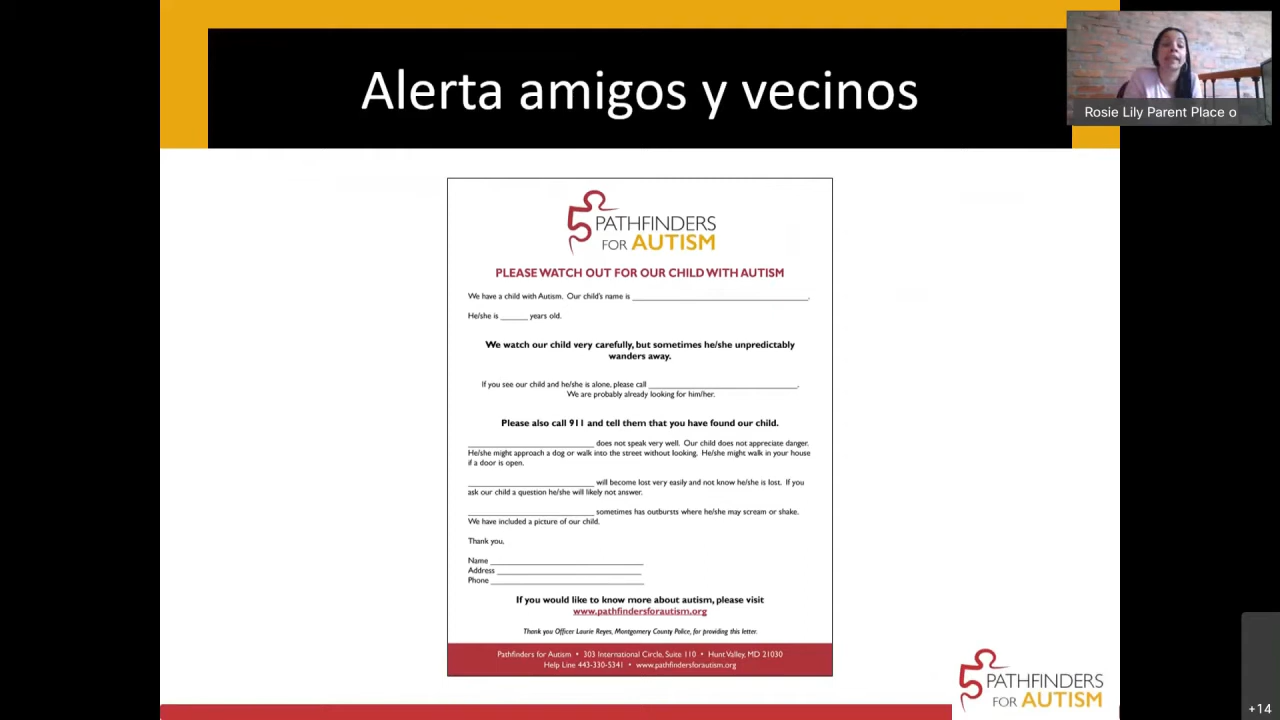 Alerta amigos y vecinos
Rosie Lily Parent Place o
PATHFINDERS
FOR AUTISM
PLEASE WATCH OUT FOR OUR CHILD WITH AUTISM
We have a child with Autism. Our child's name is ______________________________.
He/she is ______ years old.
We watch our child very carefully, but sometimes he/she unpredictably
wanders away.
If you see our child and he/she is alone, please call ______________________________.
We are probably already looking for him/her.
Please also call 911 and tell them that you have found our child.
______________________ does not speak very well. Our child does not appreciate danger.
He/she might approach a dog or walk into the street without looking. He/she might walk in your house
if a door is open.
______________________ will become lost very easily and not know he/she is lost. If you
ask our child a question he/she will likely not answer.
______________________ sometimes has outbursts where he/she may scream or shake.
We have included a picture of our child.
Thank you,
Name ______________________
Address ______________________
Phone ______________________
If you would like to know more about autism, please visit
www.pathfindersforautism.org
Thank you Officer Laurie Reyes, Montgomery County Police, for providing this letter.
Pathfinders for Autism • 303 International Circle, Suite 110 • Hunt Valley, MD 21030
Help Line 443-330-5341 • www.pathfindersforautism.org
PATHFINDERS
FOR AUTISM
+14